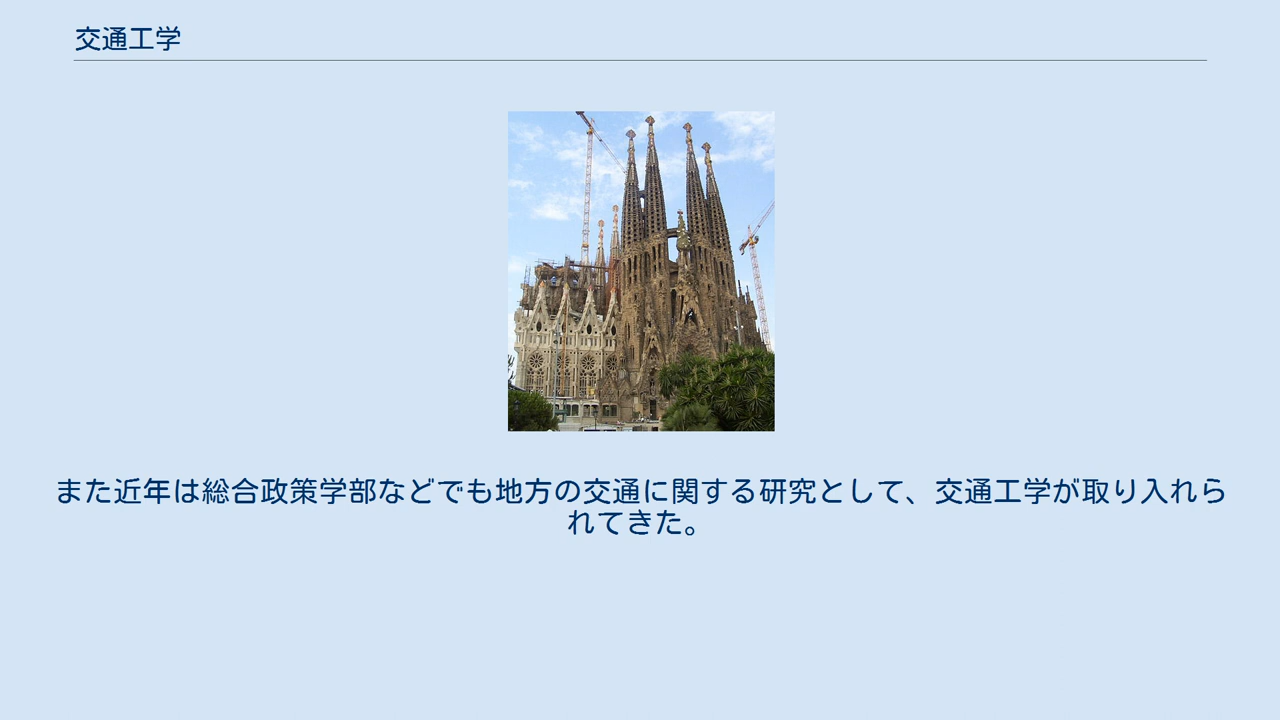 交通工学
また近年は総合政策学部などでも地方の交通に関する研究として、交通工学が取り入れら
れてきた。